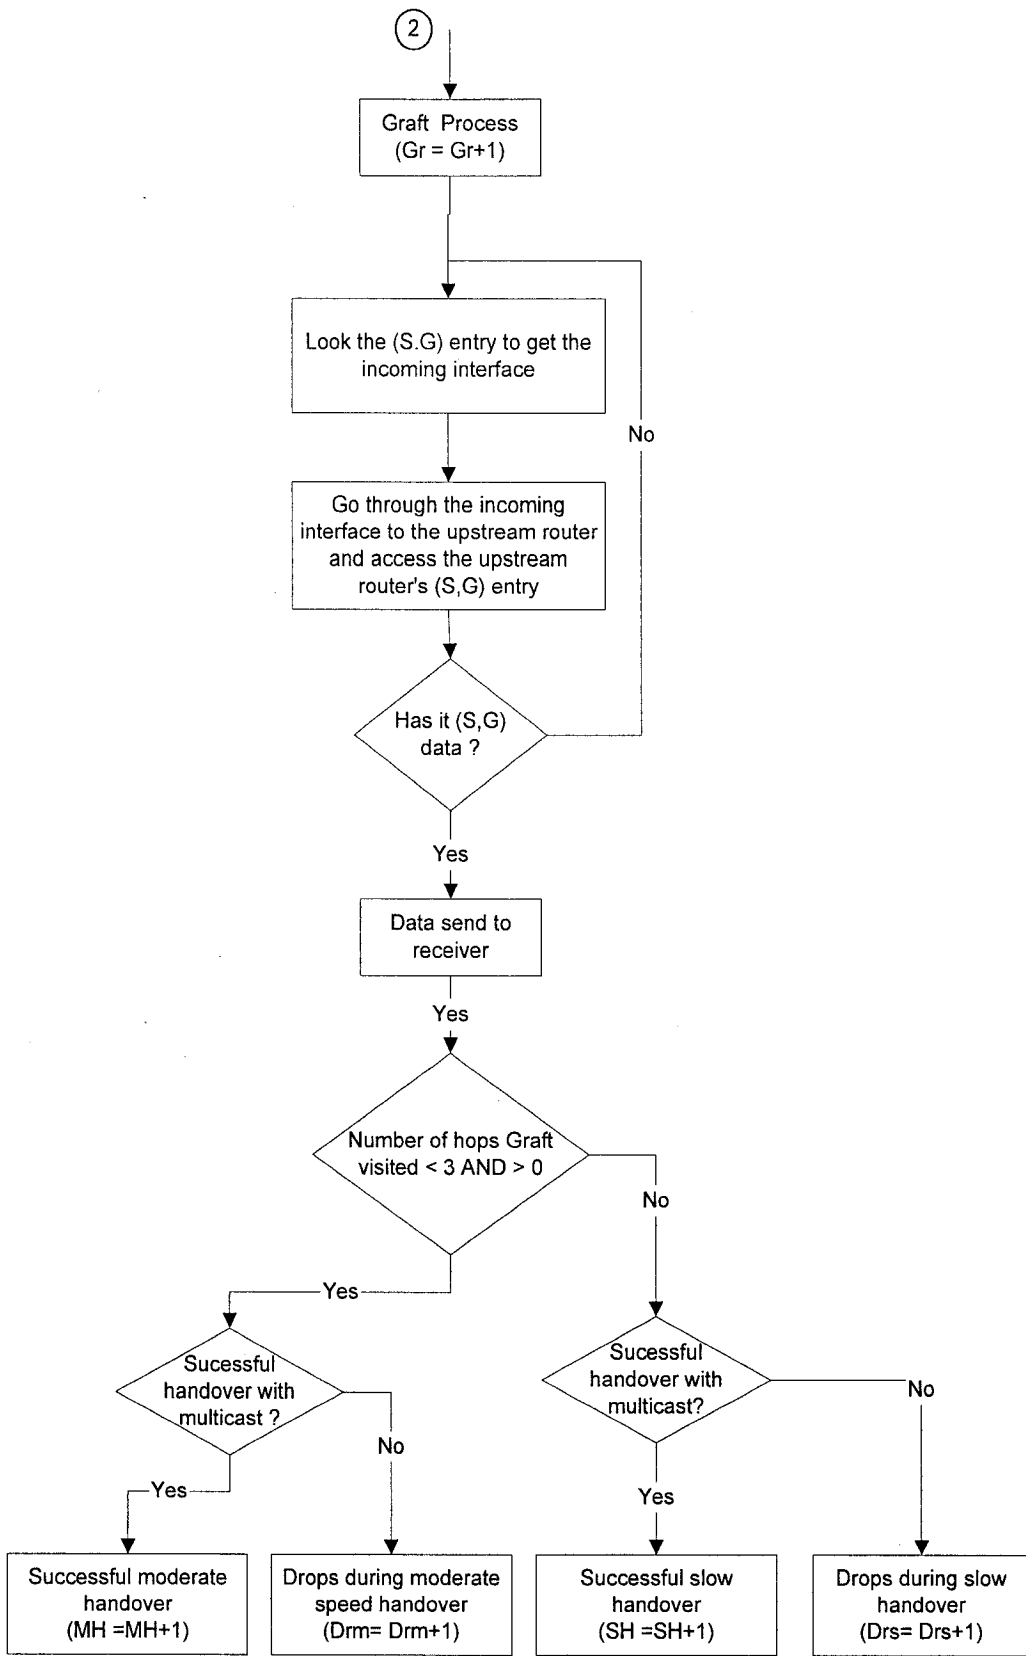 2
Graft Process
(Gr = Gr+1)
Look the (S.G) entry to get the
incoming interface
No
Go through the incoming
interface to the upstream router
and access the upstream
router's (S,G) entry
Has it (S,G)
data ?
Yes
Data send to
receiver
Yes
Number of hops Graft
visited < 3 AND > 0
No
Yes
Sucessful
handover with
multicast ?
No
Yes
Sucessful
handover with
multicast?
No
Yes
Successful moderate
handover
(MH =MH+1)
Drops during moderate
speed handover
(Drm= Drm+1)
Successful slow
handover
(SH =SH+1)
Drops during slow
handover
(Drs= Drs+1)